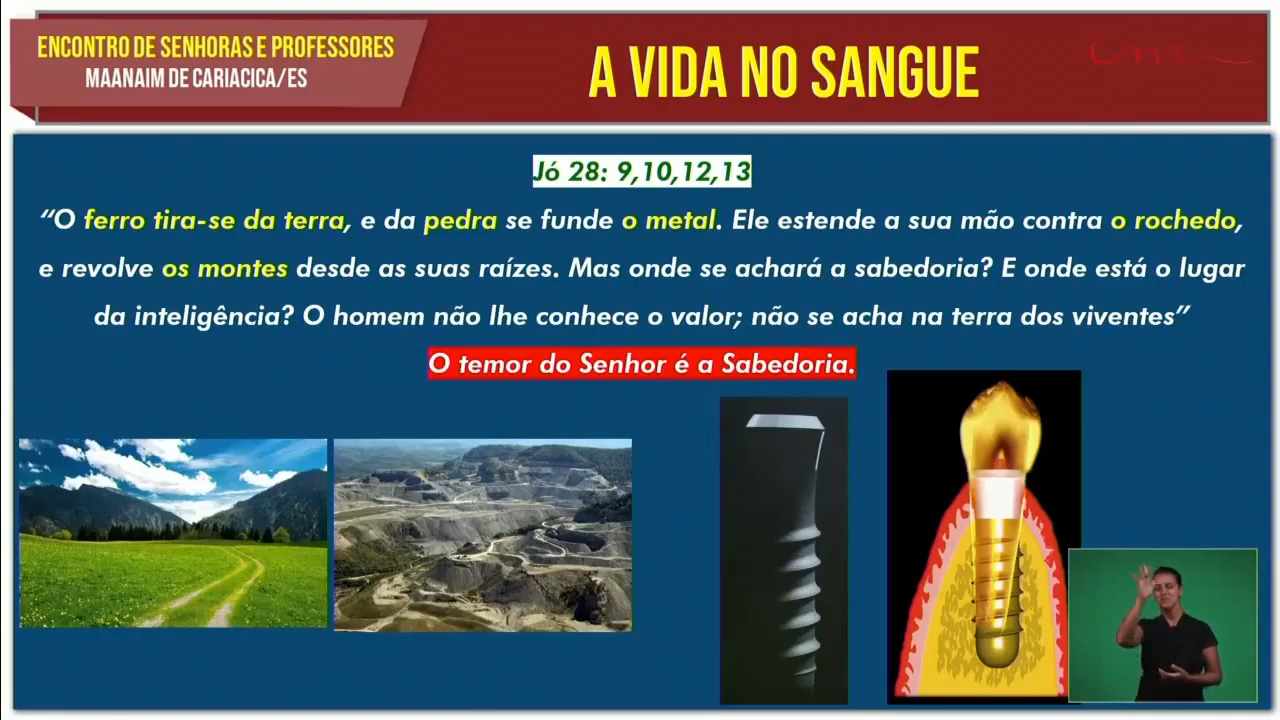 ENCONTRO DE SENHORAS E PROFESSORES
MAANAIM DE CARIACICA/ES
A VIDA NO SANGUE
Jó 28: 9,10,12,13
“O ferro tira-se da terra, e da pedra se funde o metal. Ele estende a sua mão contra o rochedo,
e revolve os montes desde as suas raízes. Mas onde se achará a sabedoria? E onde está o lugar
da inteligência? O homem não lhe conhece o valor; não se acha na terra dos viventes”
O temor do Senhor é a Sabedoria.